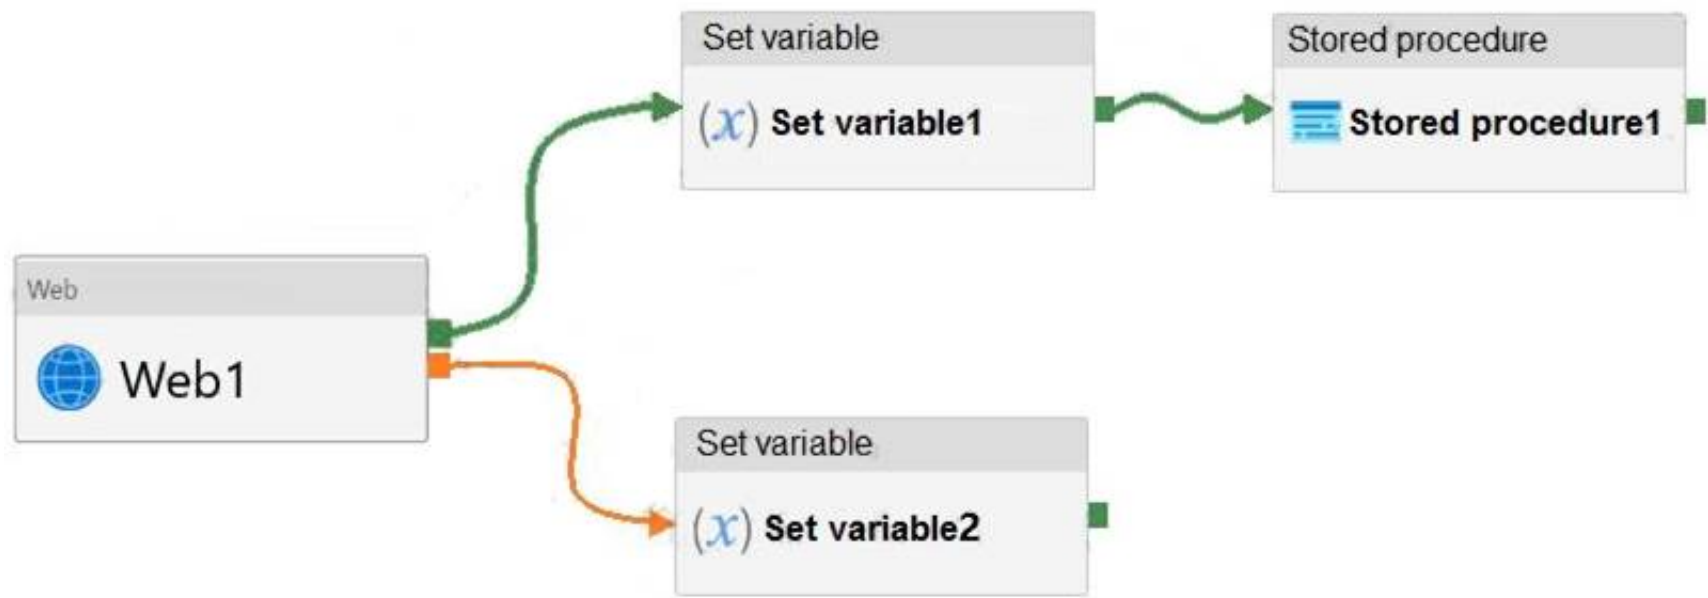 Set variable
(x) Set variable1
Stored procedure
Stored procedure1
Web
Web1
Set variable
(x) Set variable2